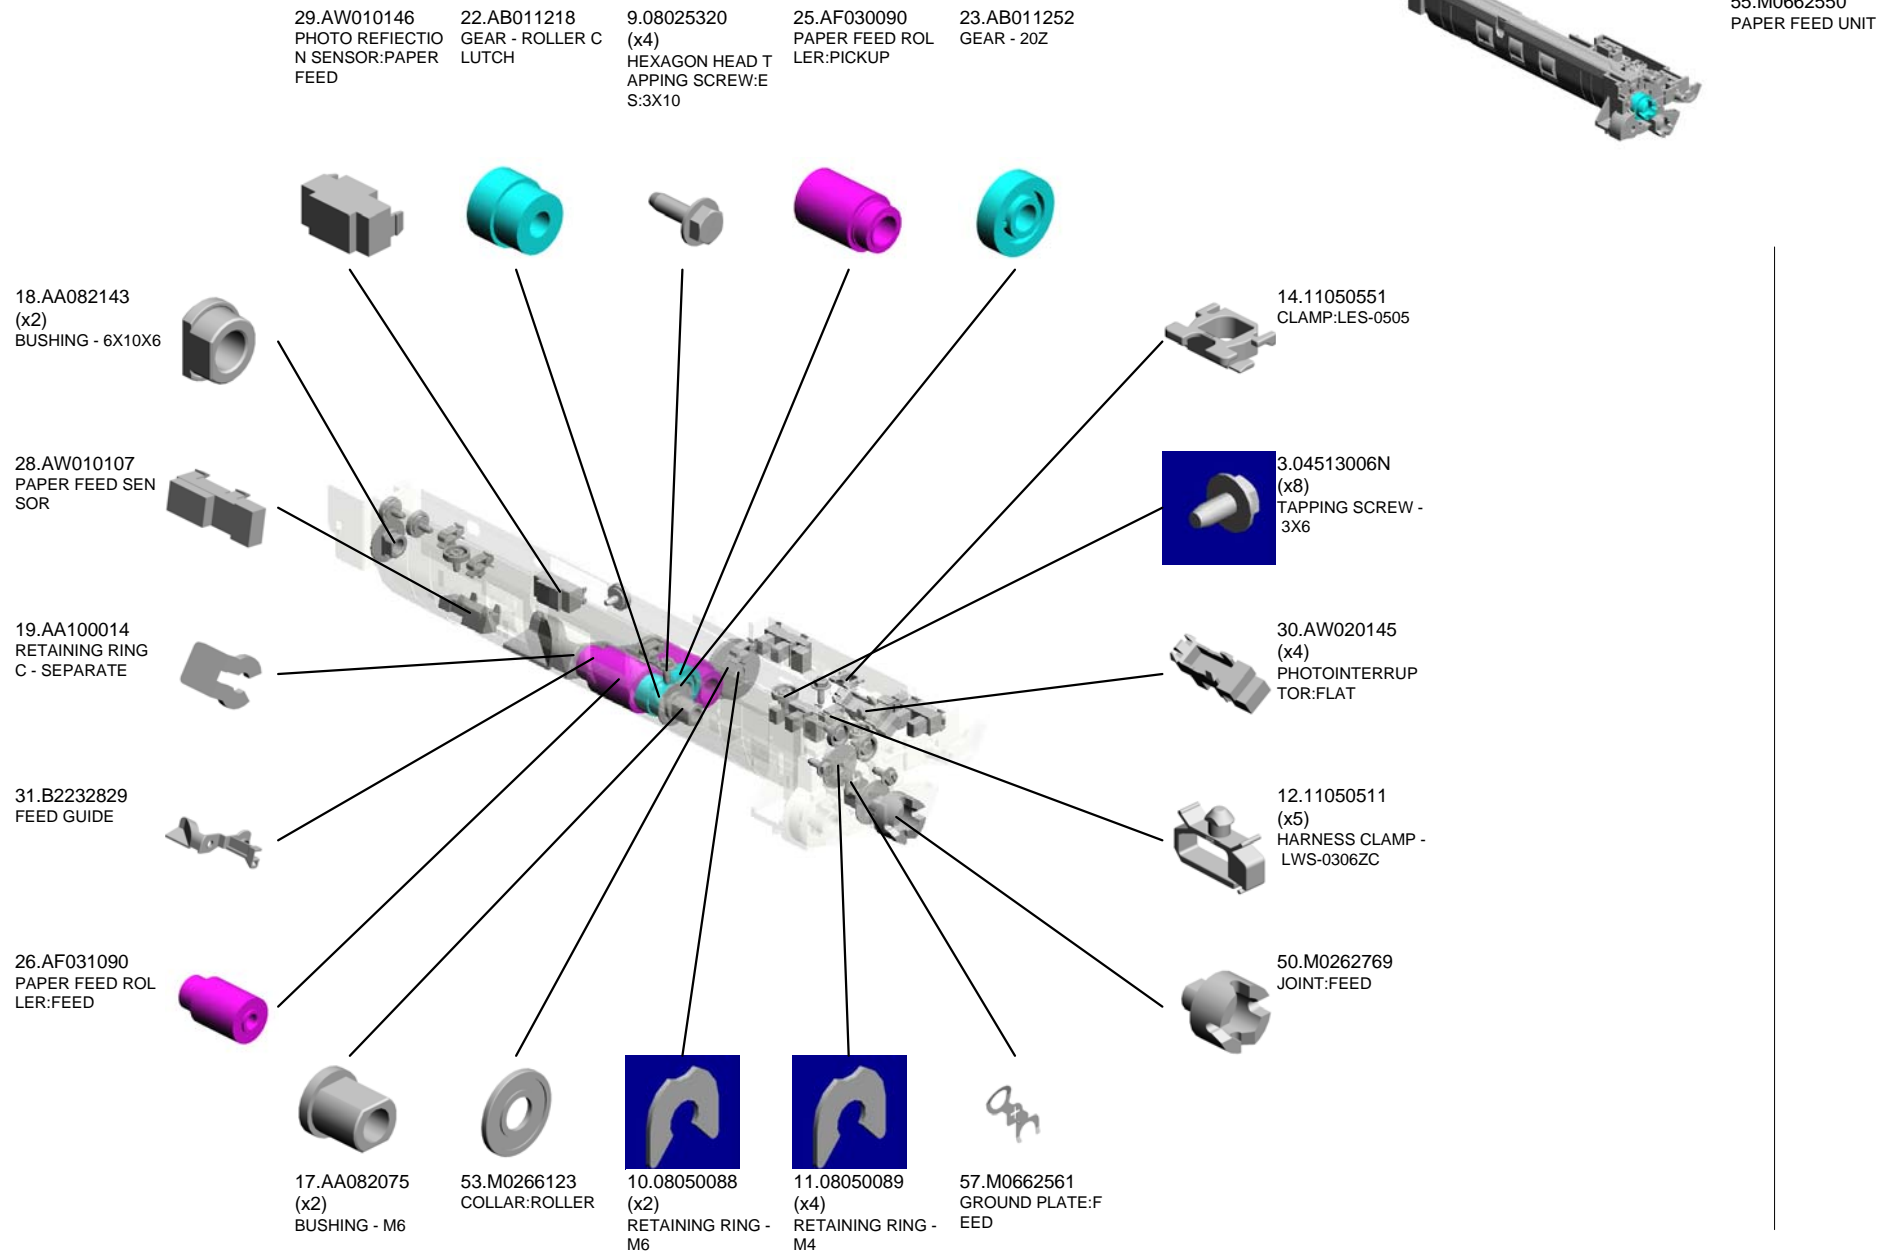 29.AW010146
PHOTO REFIECTIO
N SENSOR:PAPER
FEED
22.AB011218
GEAR - ROLLER C
LUTCH
9.08025320
(x4)
HEXAGON HEAD T
APPING SCREW:E
S:3X10
25.AF030090
PAPER FEED ROL
LER:PICKUP
23.AB011252
GEAR - 20Z
55.M0662550
PAPER FEED UNIT
18.AA082143
(x2)
BUSHING - 6X10X6
14.11050551
CLAMP:LES-0505
28.AW010107
PAPER FEED SEN
SOR
3.04513006N
(x8)
TAPPING SCREW -
3X6
19.AA100014
RETAINING RING
C - SEPARATE
30.AW020145
(x4)
PHOTOINTERRUP
TOR:FLAT
31.B2232829
FEED GUIDE
12.11050511
(x5)
HARNESS CLAMP -
LWS-0306ZC
26.AF031090
PAPER FEED ROL
LER:FEED
50.M0262769
JOINT:FEED
17.AA082075
(x2)
BUSHING - M6
53.M0266123
COLLAR:ROLLER
10.08050088
(x2)
RETAINING RING -
M6
11.08050089
(x4)
RETAINING RING -
M4
57.M0662561
GROUND PLATE:F
EED